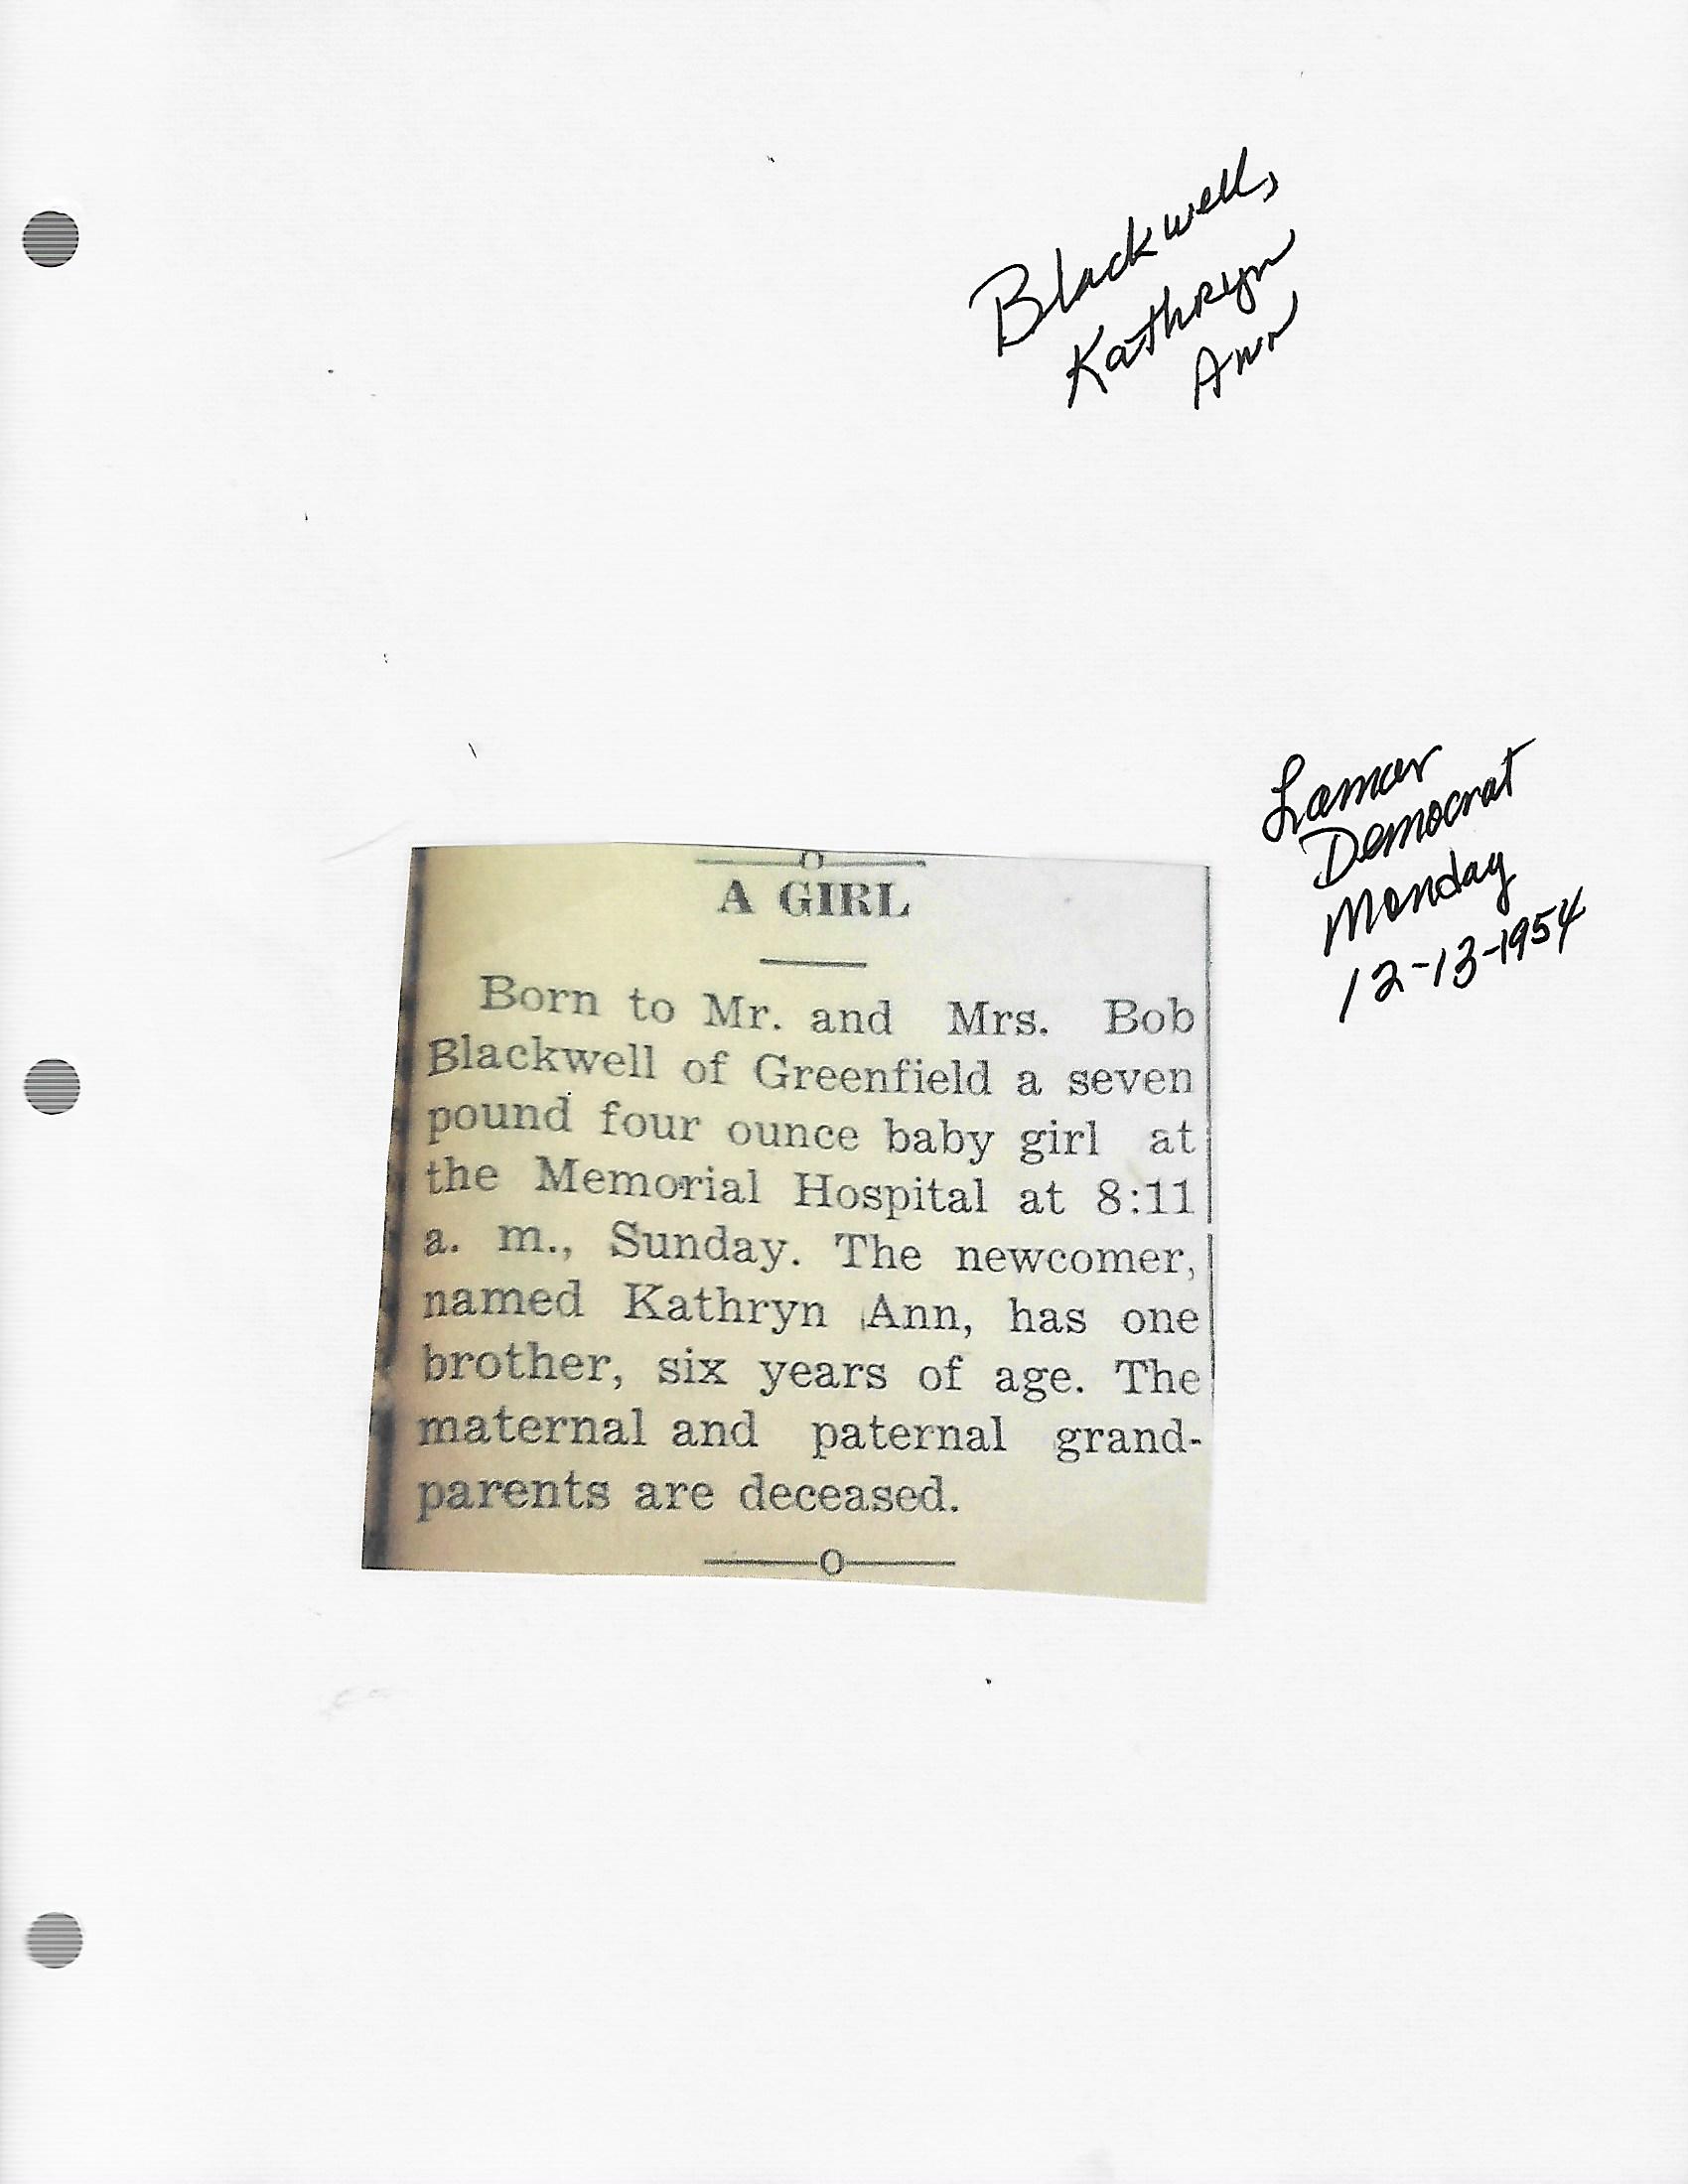 Blackwell,
Kathryn
Ann
Lamar
Democrat
Monday
12-13-1954
A GIRL
Born to Mr. and Mrs. Bob
Blackwell of Greenfield a seven
pound four ounce baby girl at
the Memorial Hospital at 8:11
a. m., Sunday. The newcomer,
named Kathryn Ann, has one
brother, six years of age. The
maternal and paternal grand-
parents are deceased.